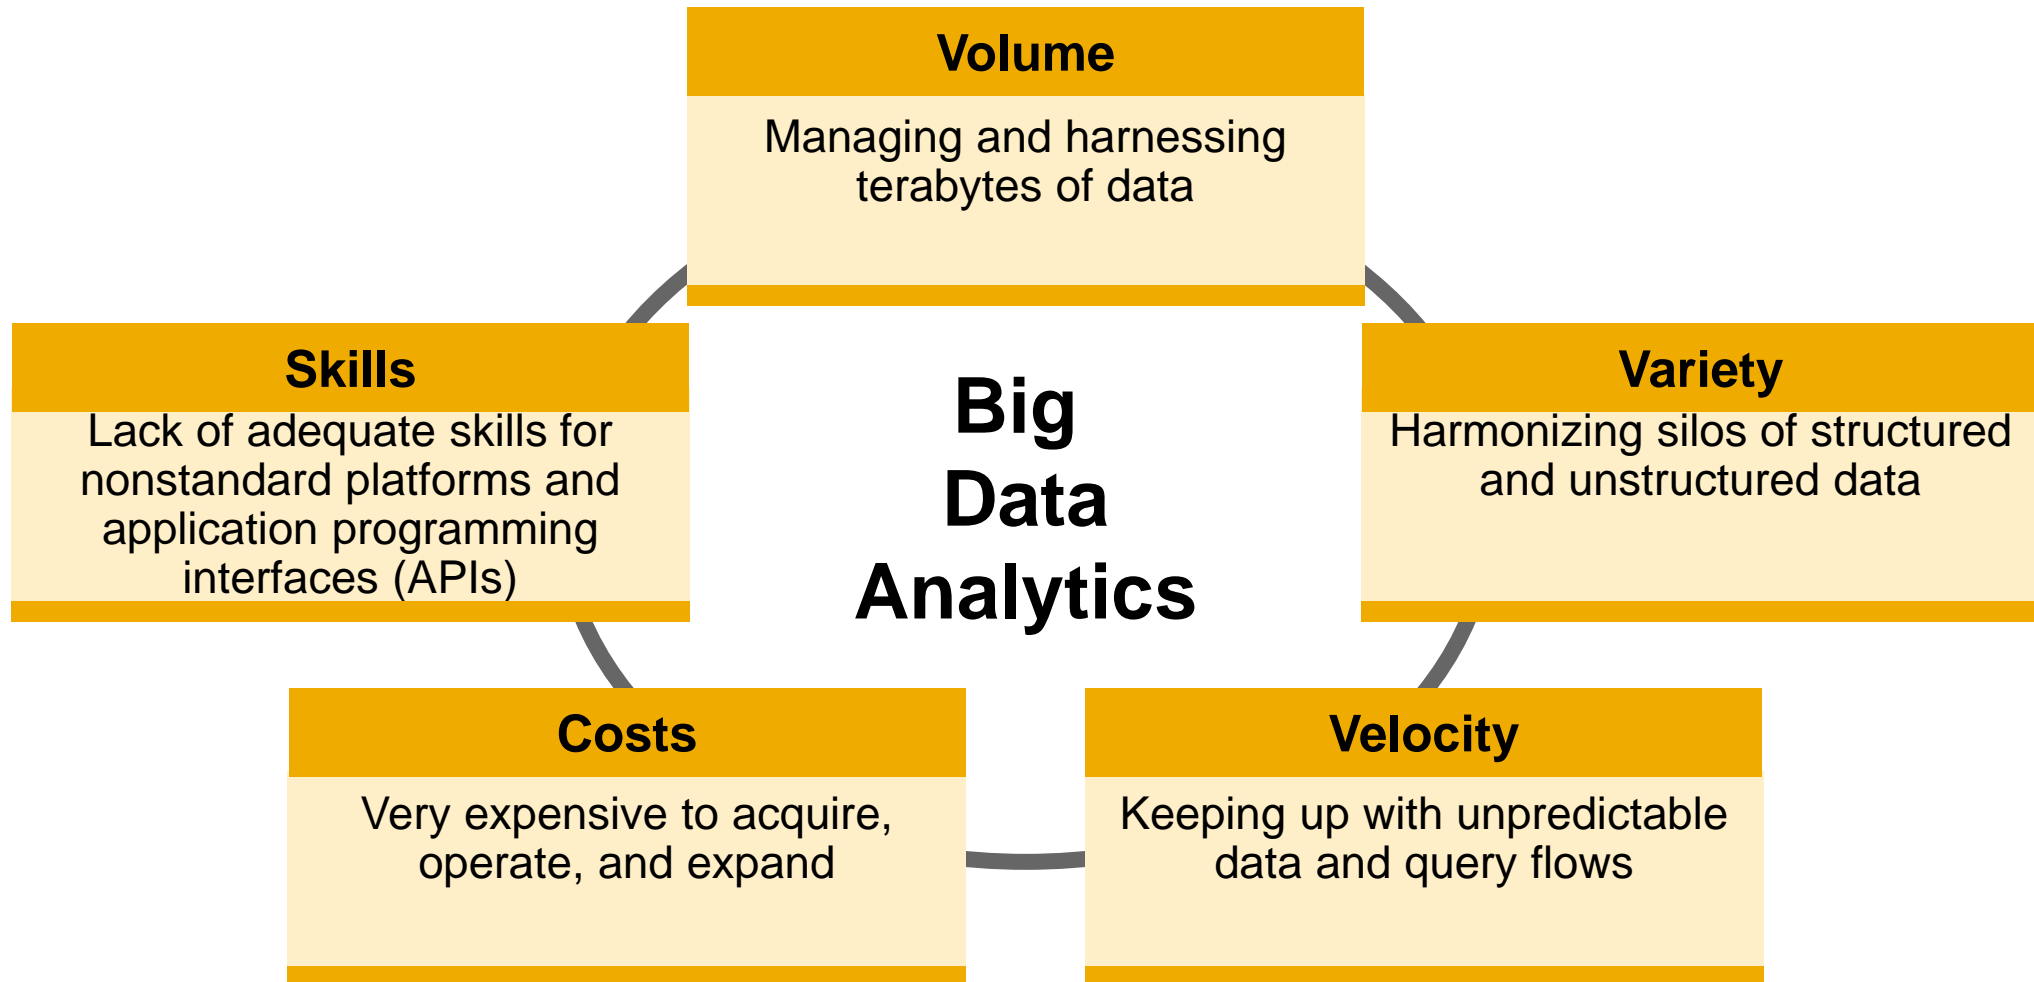 Volume
Managing and harnessing
terabytes of data
Skills
Lack of adequate skills for
nonstandard platforms and
application programming
interfaces (APIs)
Big
Data
Analytics
Variety
Harmonizing silos of structured
and unstructured data
Costs
Very expensive to acquire,
operate, and expand
Velocity
Keeping up with unpredictable
data and query flows